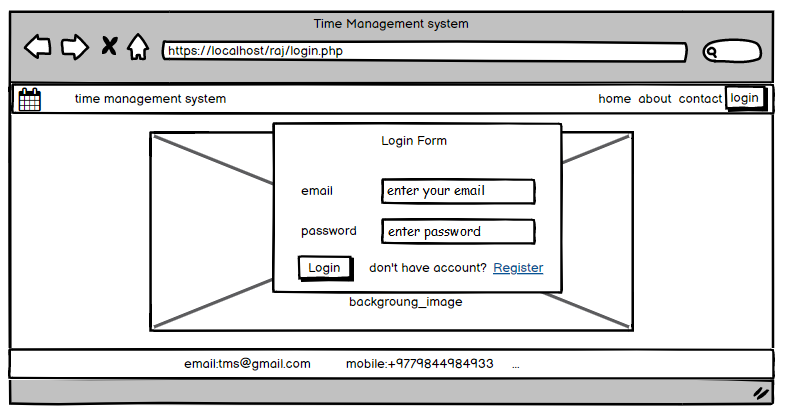 Time Management system
https://localhost/raj/login.php
time management system home about contact login
Login Form
email enter your email
password enter password
Login don't have account? Register
backgroung_image
email:tms@gmail.com mobile:+9779844984933 ...